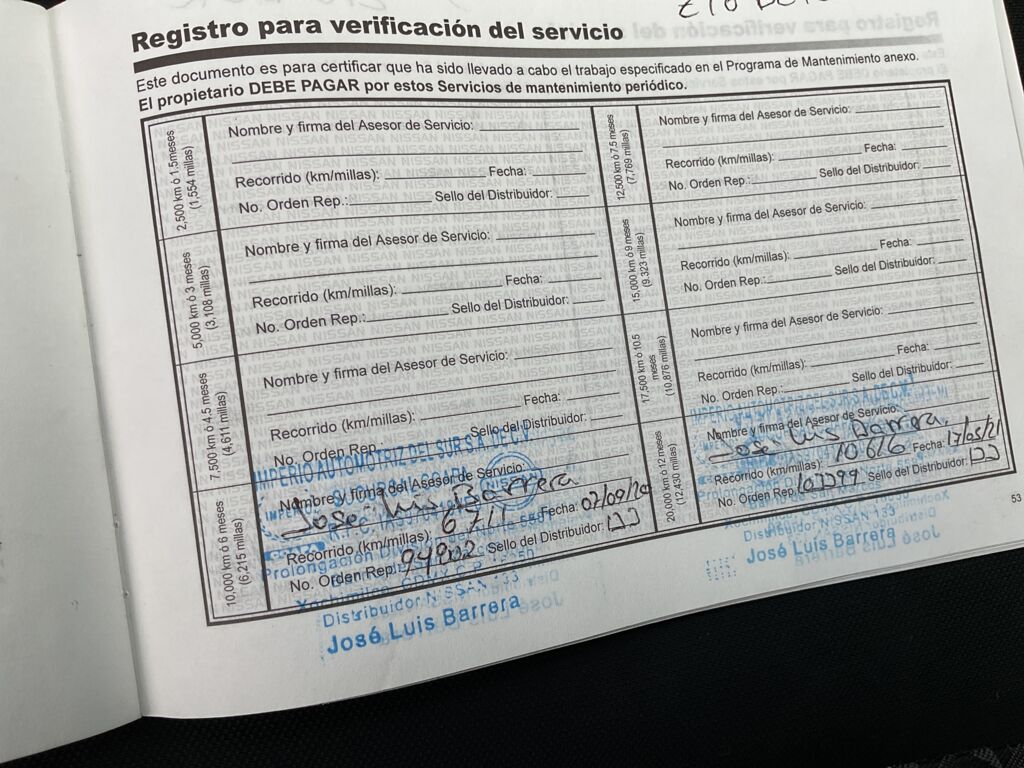 Registro para verificación del servicio
Este documento es para certificar que ha sido llevado a cabo el trabajo especificado en el Programa de Mantenimiento anexo.
El propietario DEBE PAGAR por estos Servicios de mantenimiento periódico.
2,500 km ó 1.5meses
(1,554 millas)
Nombre y firma del Asesor de Servicio:
Recorrido (km/millas): Fecha:
No. Orden Rep.: Sello del Distribuidor:
5,000 km ó 3 meses
(3,108 millas)
Nombre y firma del Asesor de Servicio:
Recorrido (km/millas): Fecha:
No. Orden Rep.: Sello del Distribuidor:
7,500 km ó 4.5 meses
(4,611 millas)
Nombre y firma del Asesor de Servicio:
Recorrido (km/millas): Fecha:
No. Orden Rep. Sello del Distribuidor:
IMPERIO AUTOMOTRIZ DEL SUR S.A. DE C.V.
10,000 km ó 6 meses
(6,215 millas)
Nombre y firma del Asesor de Servicio:
José Luis Barrera
Recorrido (km/millas) 6711 Fecha: 02/09/20
No. Orden Rep. 94902 Sello del Distribuidor:
Prolongación
Distribuidor NISSAN 133
José Luis Barrera
12,500 km ó 7.5 meses
(7,769 millas)
Nombre y firma del Asesor de Servicio:
Recorrido (km/millas): Fecha:
No. Orden Rep.: Sello del Distribuidor:
15,000 km ó 9 meses
(9,323 millas)
Nombre y firma del Asesor de Servicio:
Recorrido (km/millas): Fecha:
No. Orden Rep.: Sello del Distribuidor:
17,500 km ó 10.5
meses
(10,876 millas)
Nombre y firma del Asesor de Servicio:
Recorrido (km/millas): Fecha:
No. Orden Rep.: Sello del Distribuidor:
20,000 km ó 12 meses
(12,430 millas)
Nombre y firma del Asesor de Servicio:
José Luis Barrera
Recorrido (km/millas): 10616 Fecha: 17/05/21
No. Orden Rep. 107299 Sello del Distribuidor:
Distribuidor NISSAN 133
José Luis Barrera
53